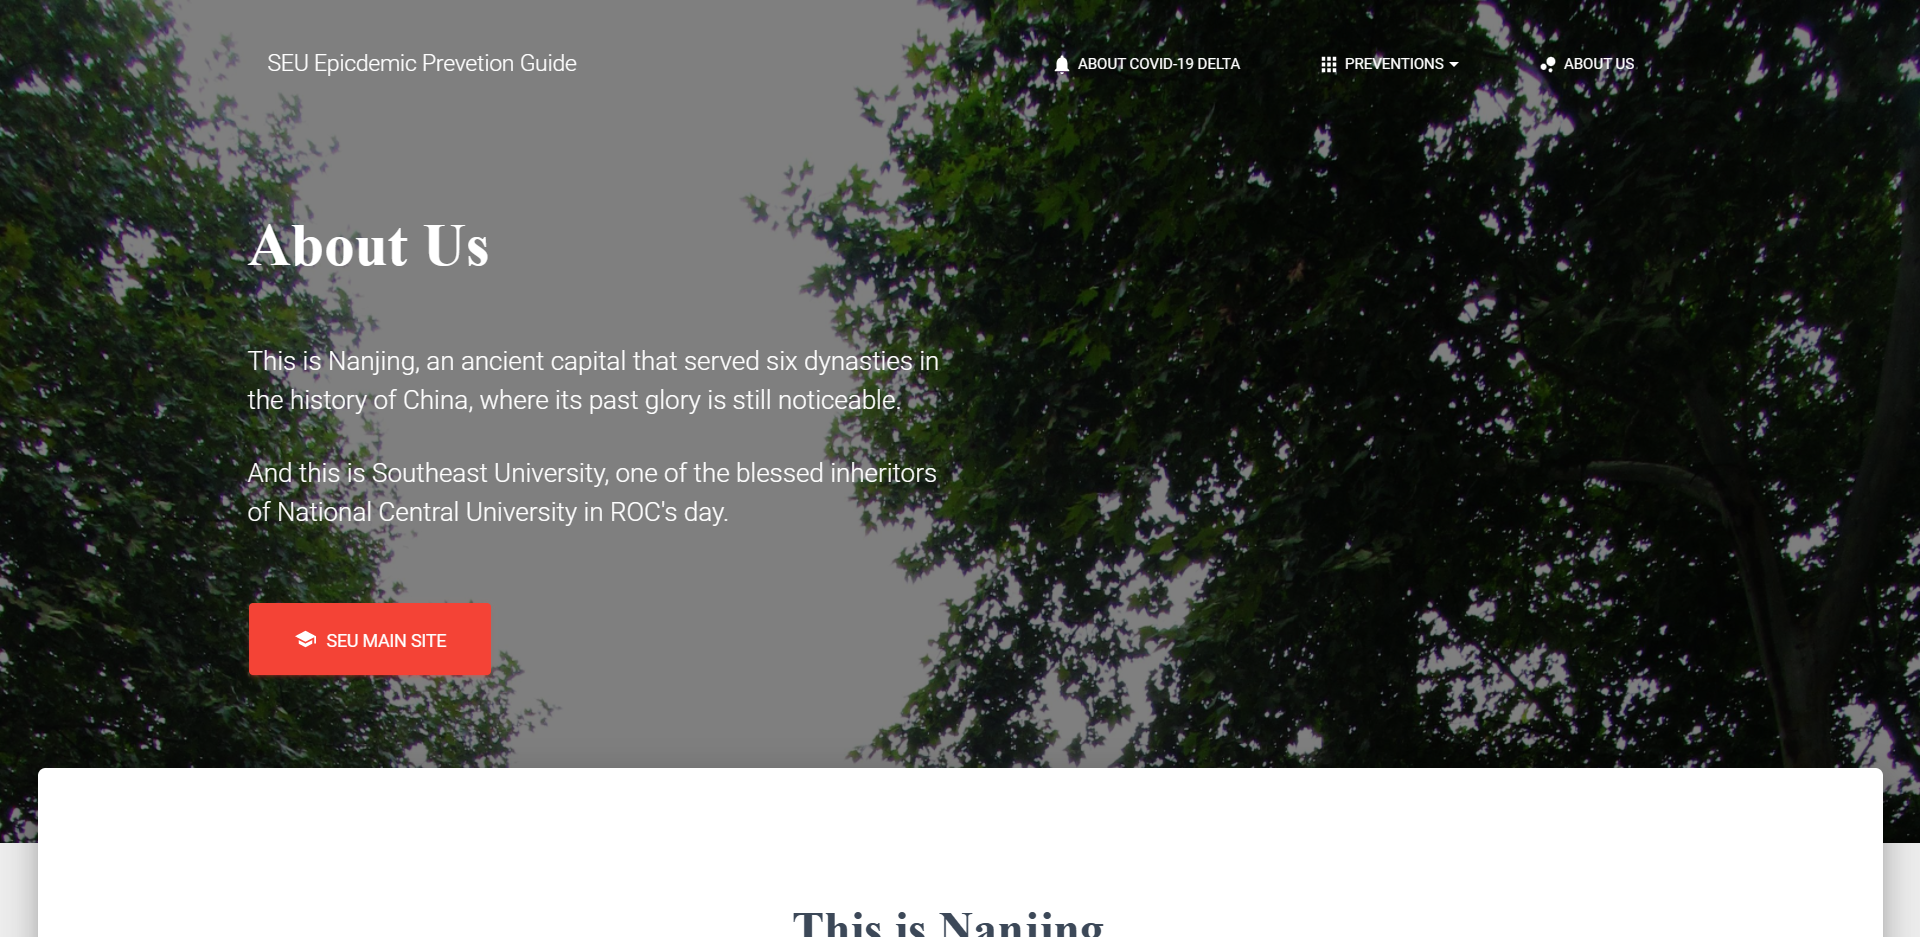 SEU Epicdemic Prevetion Guide
ABOUT COVID-19 DELTA
PREVENTIONS
ABOUT US
About Us
This is Nanjing, an ancient capital that served six dynasties in
the history of China, where its past glory is still noticeable.
And this is Southeast University, one of the blessed inheritors
of National Central University in ROC's day.
SEU MAIN SITE
This is Nanjing